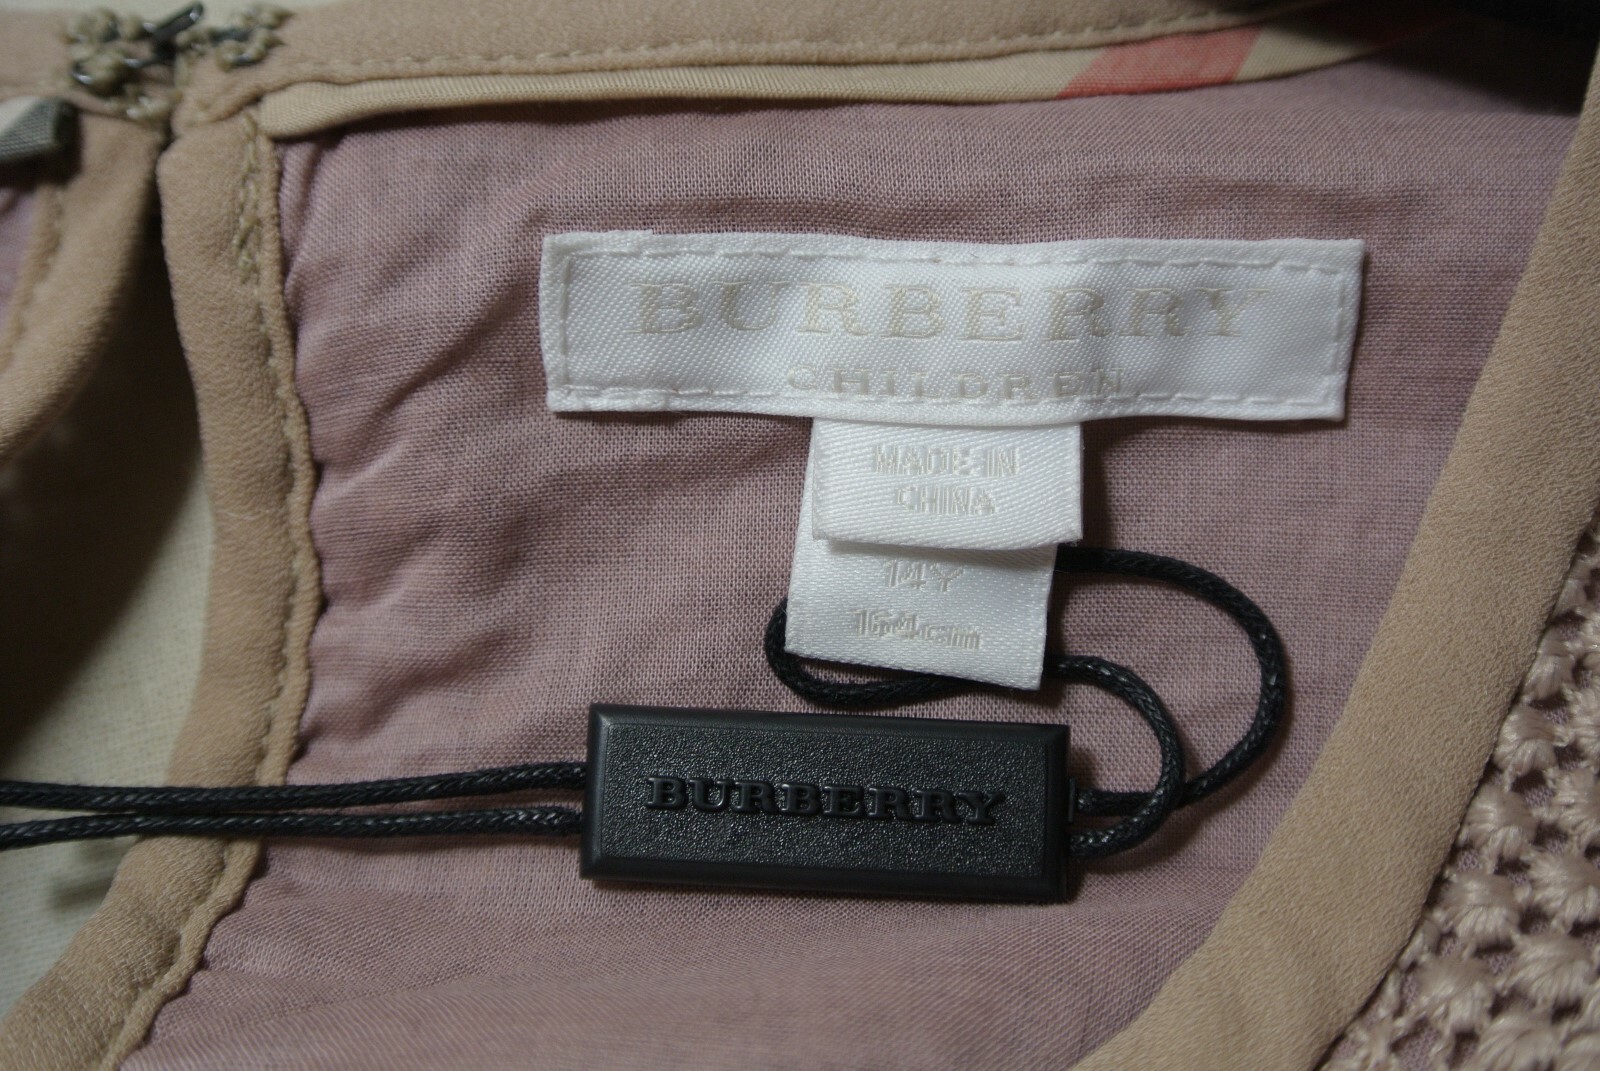 BURBERRY
CHILDREN
MADE IN
CHINA
14Y
164cm
BURBERRY